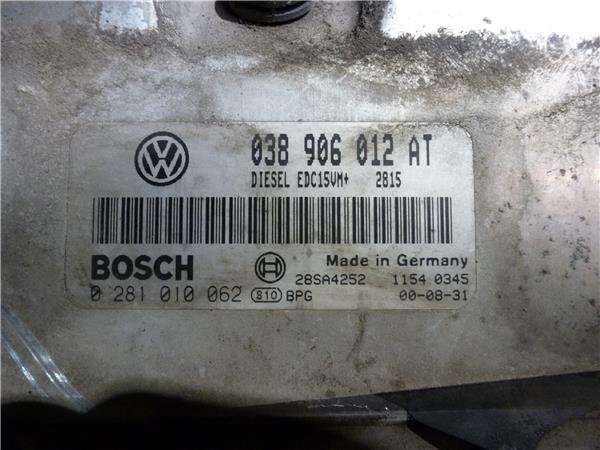 VW 038 906 012 AT
DIESEL EDC15VM+ 2815
BOSCH Made in Germany
28SA4252 1154 0345
0 281 010 062 810 BPG 00-08-31